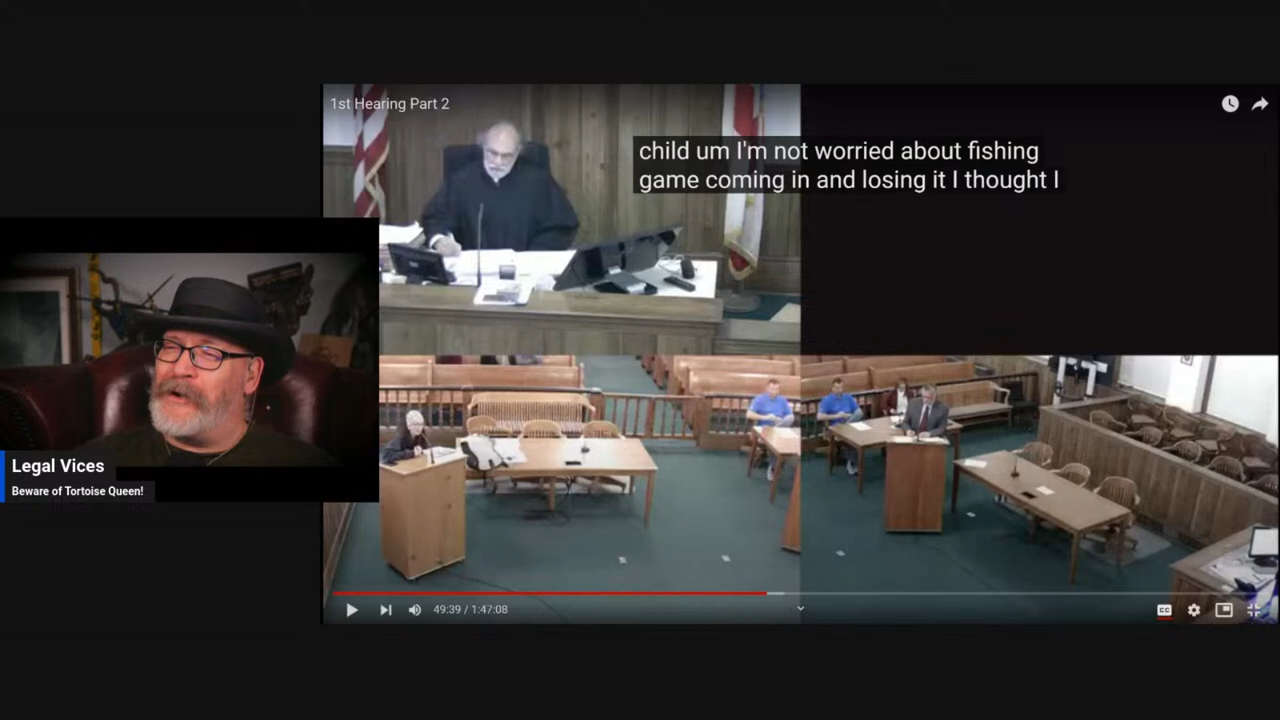 1st Hearing Part 2
child um I'm not worried about fishing
game coming in and losing it I thought I
Legal Vices
Beware of Tortoise Queen!
49:39 / 1:47:08
CC